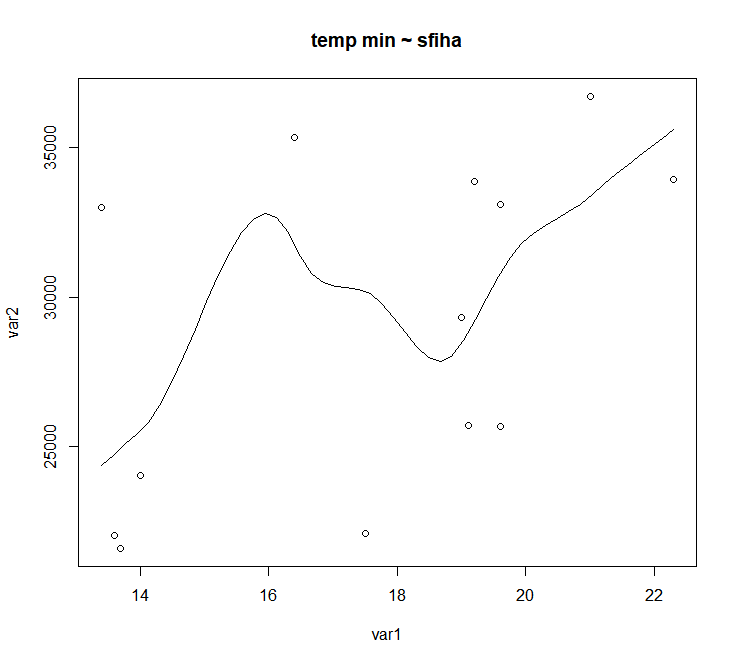 temp min ~ sfiha
35000
30000
25000
var2
14 16 18 20 22
var1